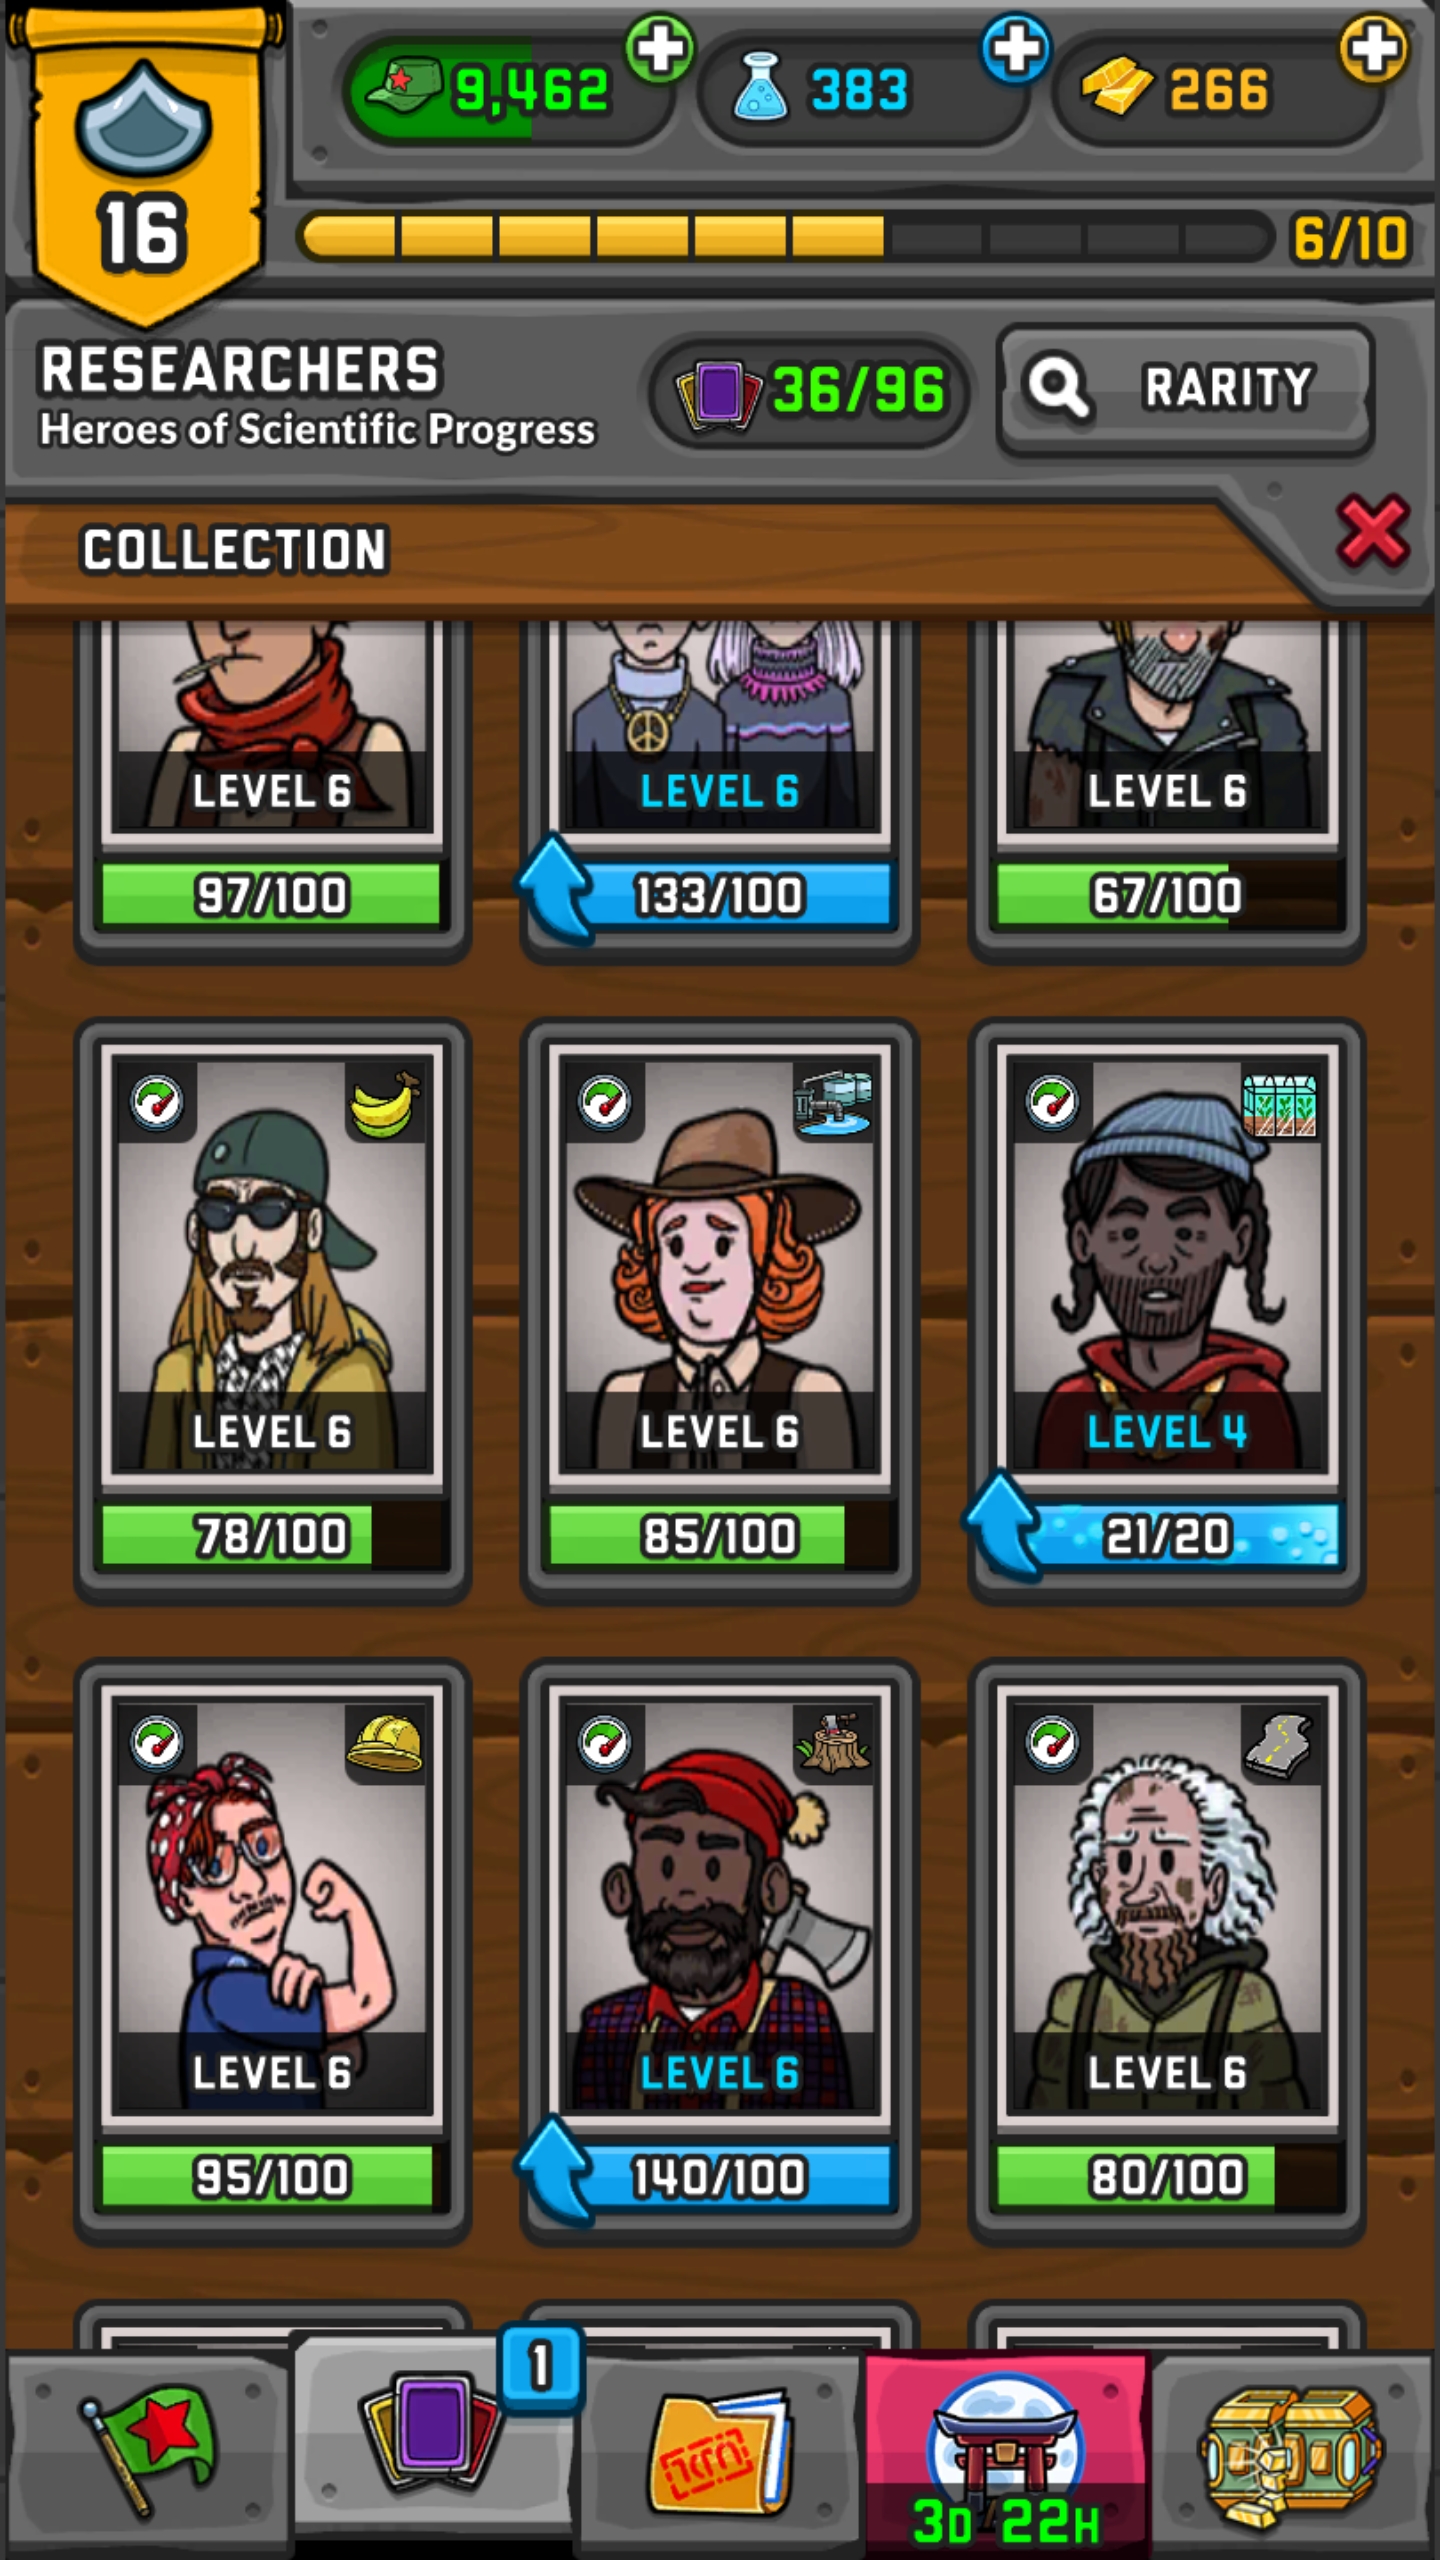 9,462
383
266
16
6/10
RESEARCHERS
Heroes of Scientific Progress
36/96
RARITY
COLLECTION
LEVEL 6
LEVEL 6
LEVEL 6
97/100
133/100
67/100
LEVEL 6
LEVEL 6
LEVEL 4
78/100
85/100
21/20
LEVEL 6
LEVEL 6
LEVEL 6
95/100
140/100
80/100
1
3D 22H